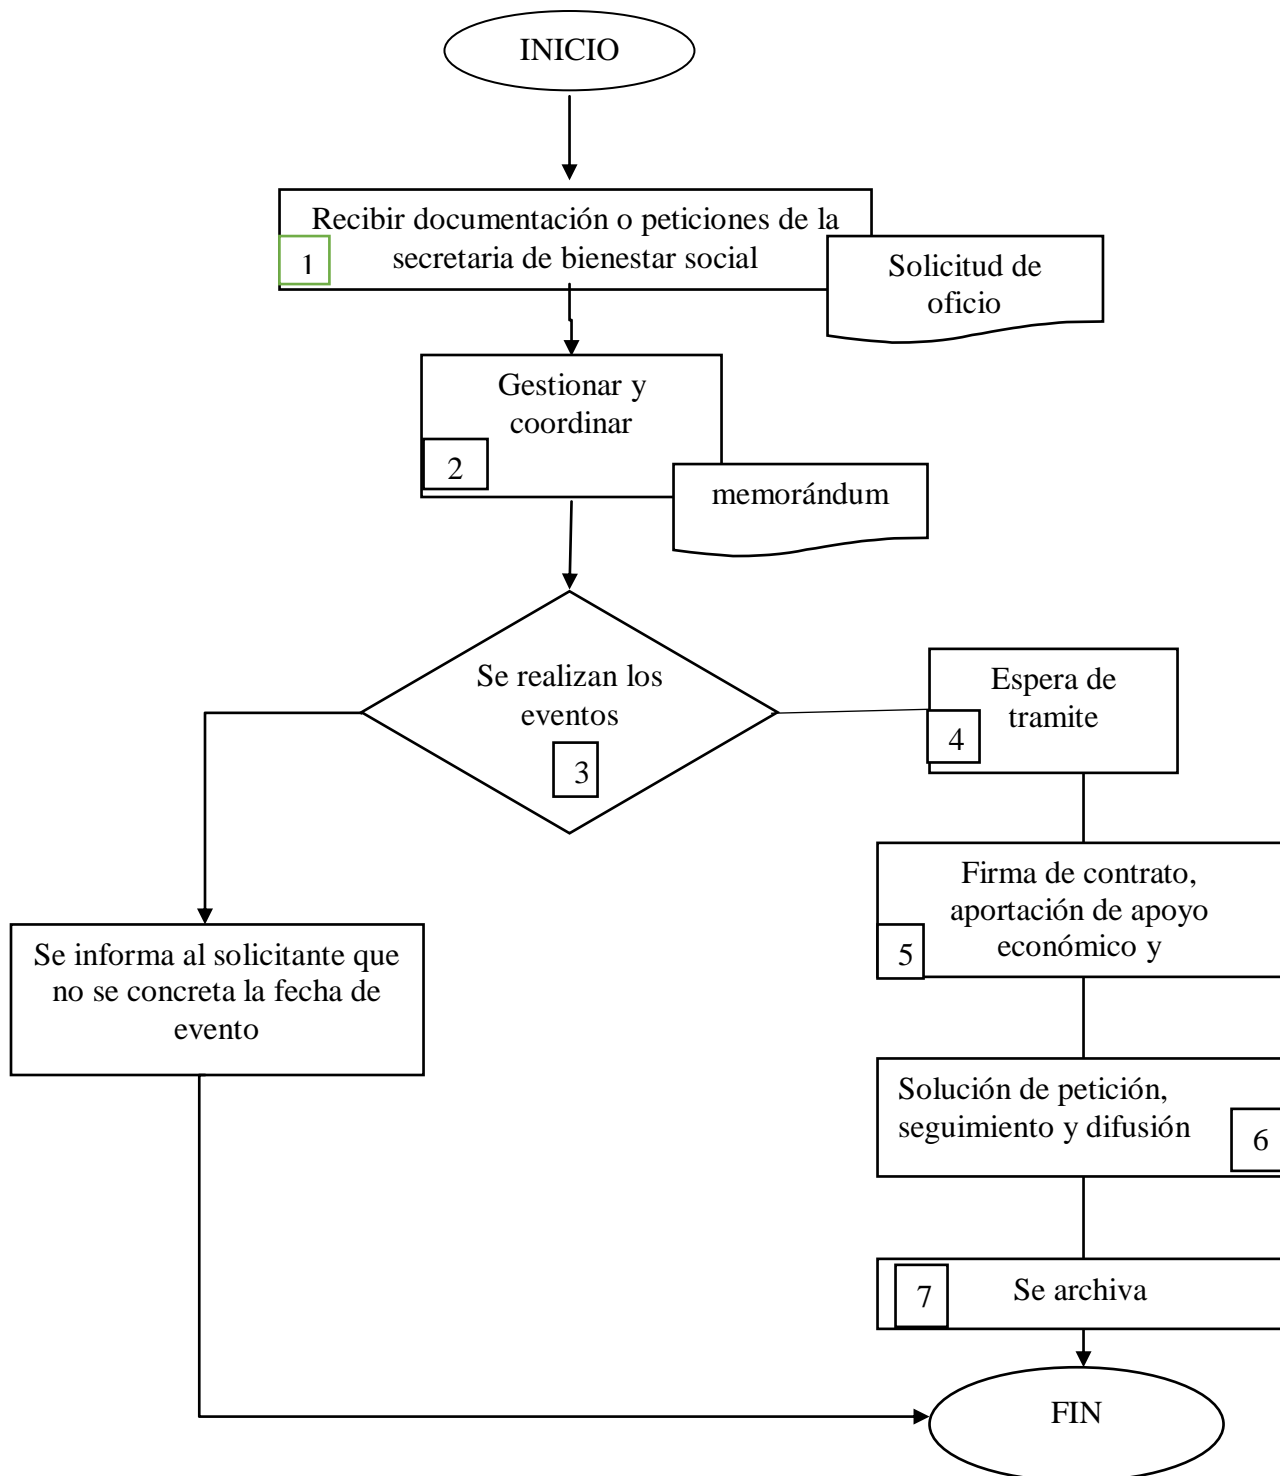 INICIO
Recibir documentación o peticiones de la
secretaria de bienestar social
1
Solicitud de
oficio
Gestionar y
coordinar
2
memorándum
Se realizan los
eventos
3
Espera de
tramite
4
Firma de contrato,
aportación de apoyo
económico y
5
Se informa al solicitante que
no se concreta la fecha de
evento
Solución de petición,
seguimiento y difusión
6
7
Se archiva
FIN